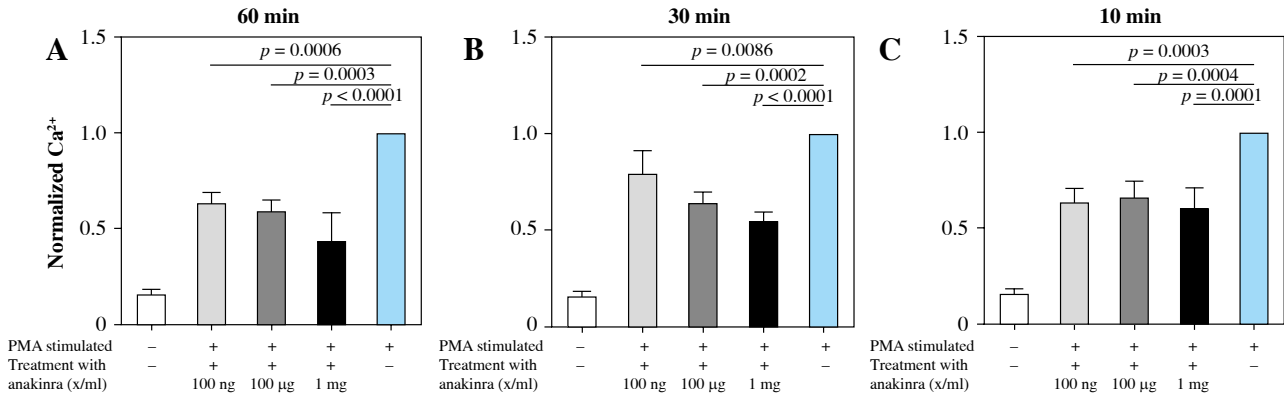 60 min
30 min
10 min
A
B
C
Normalized Ca²⁺
1.5
1.0
0.5
0
p = 0.0006
p = 0.0003
p < 0.0001
1.5
1.0
0.5
0
p = 0.0086
p = 0.0002
p < 0.0001
1.5
1.0
0.5
0
p = 0.0003
p = 0.0004
p = 0.0001
PMA stimulated – + + + +
Treatment with – + + + –
anakinra (x/ml) 100 ng 100 µg 1 mg
PMA stimulated – + + + +
Treatment with – + + + –
anakinra (x/ml) 100 ng 100 µg 1 mg
PMA stimulated – + + + +
Treatment with – + + + –
anakinra (x/ml) 100 ng 100 µg 1 mg